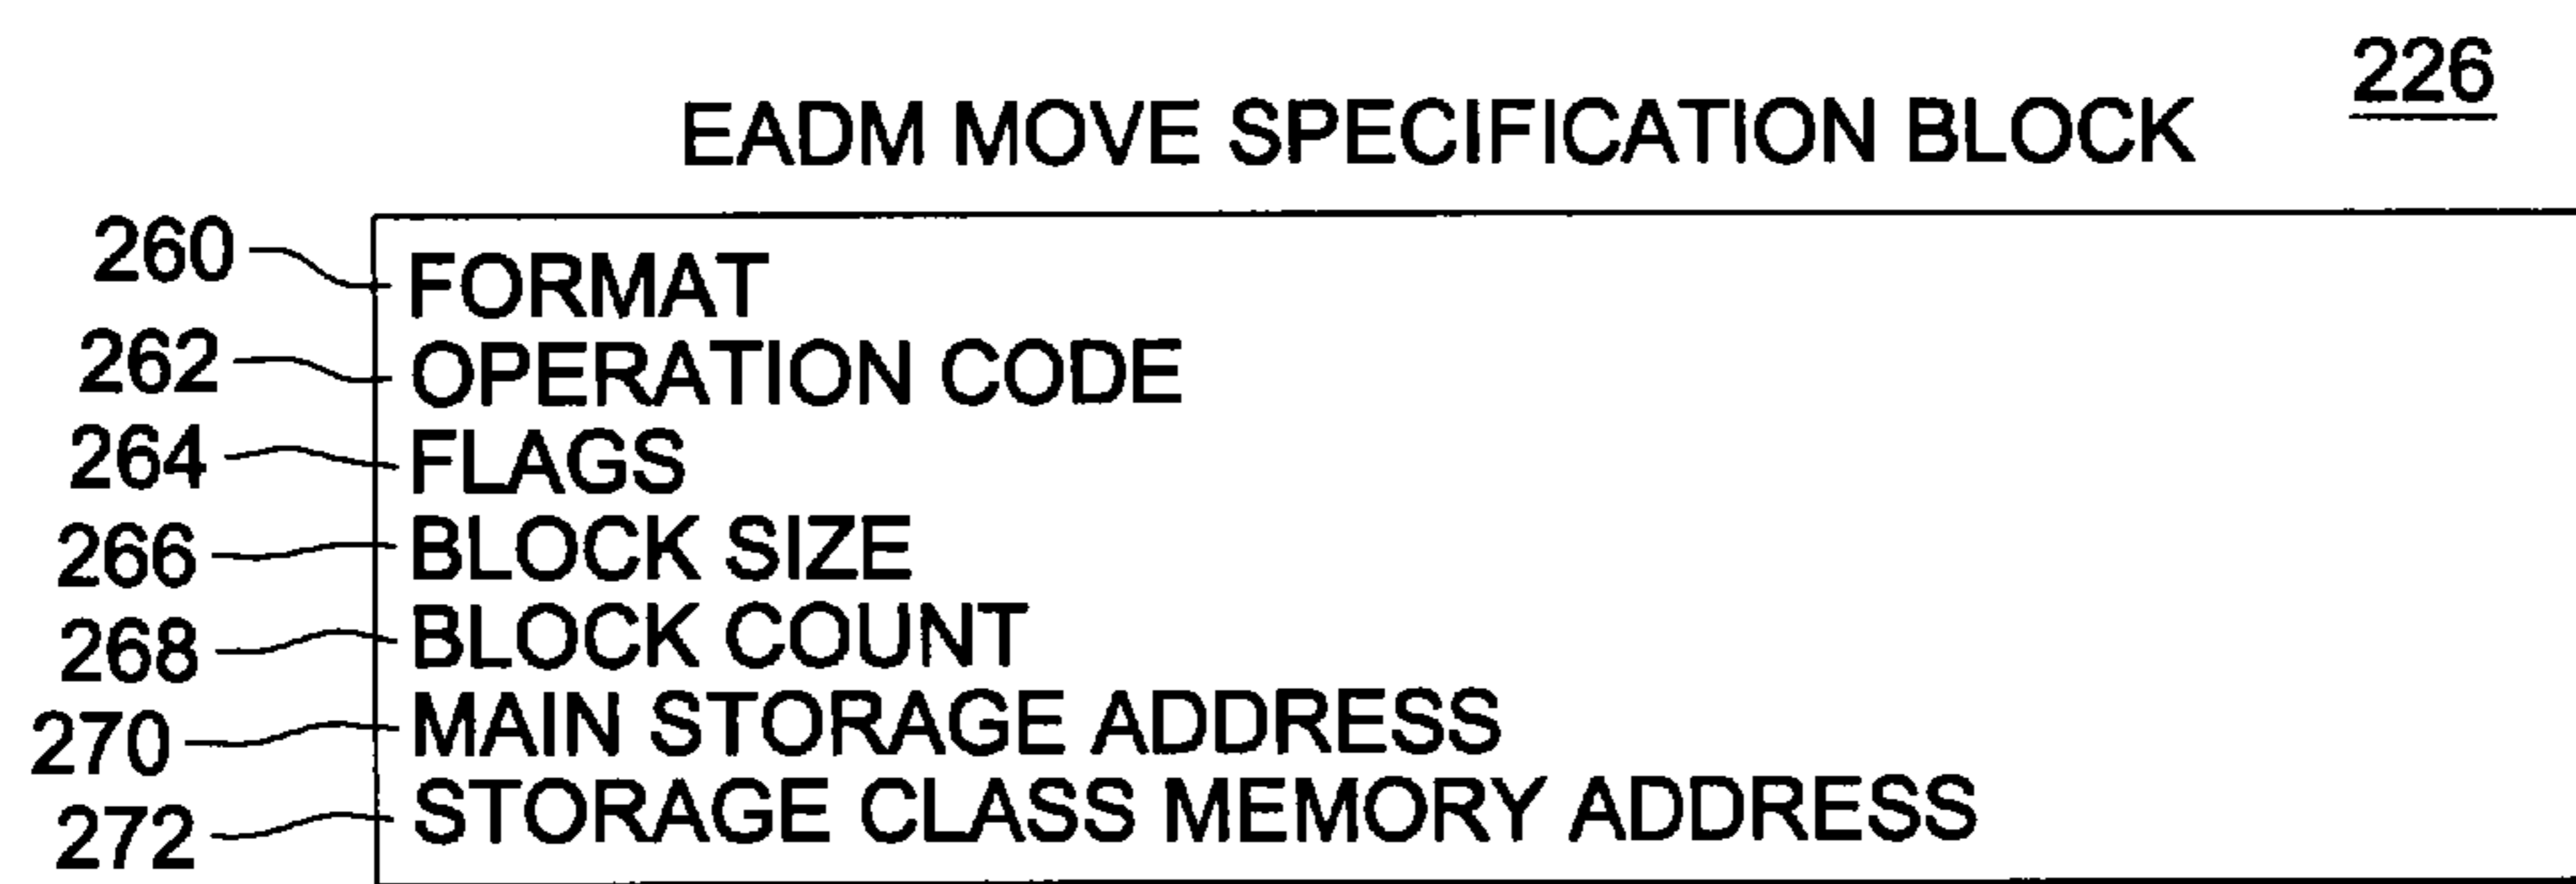 226
EADM MOVE SPECIFICATION BLOCK
260 FORMAT
262 OPERATION CODE
264 FLAGS
266 BLOCK SIZE
268 BLOCK COUNT
270 MAIN STORAGE ADDRESS
272 STORAGE CLASS MEMORY ADDRESS